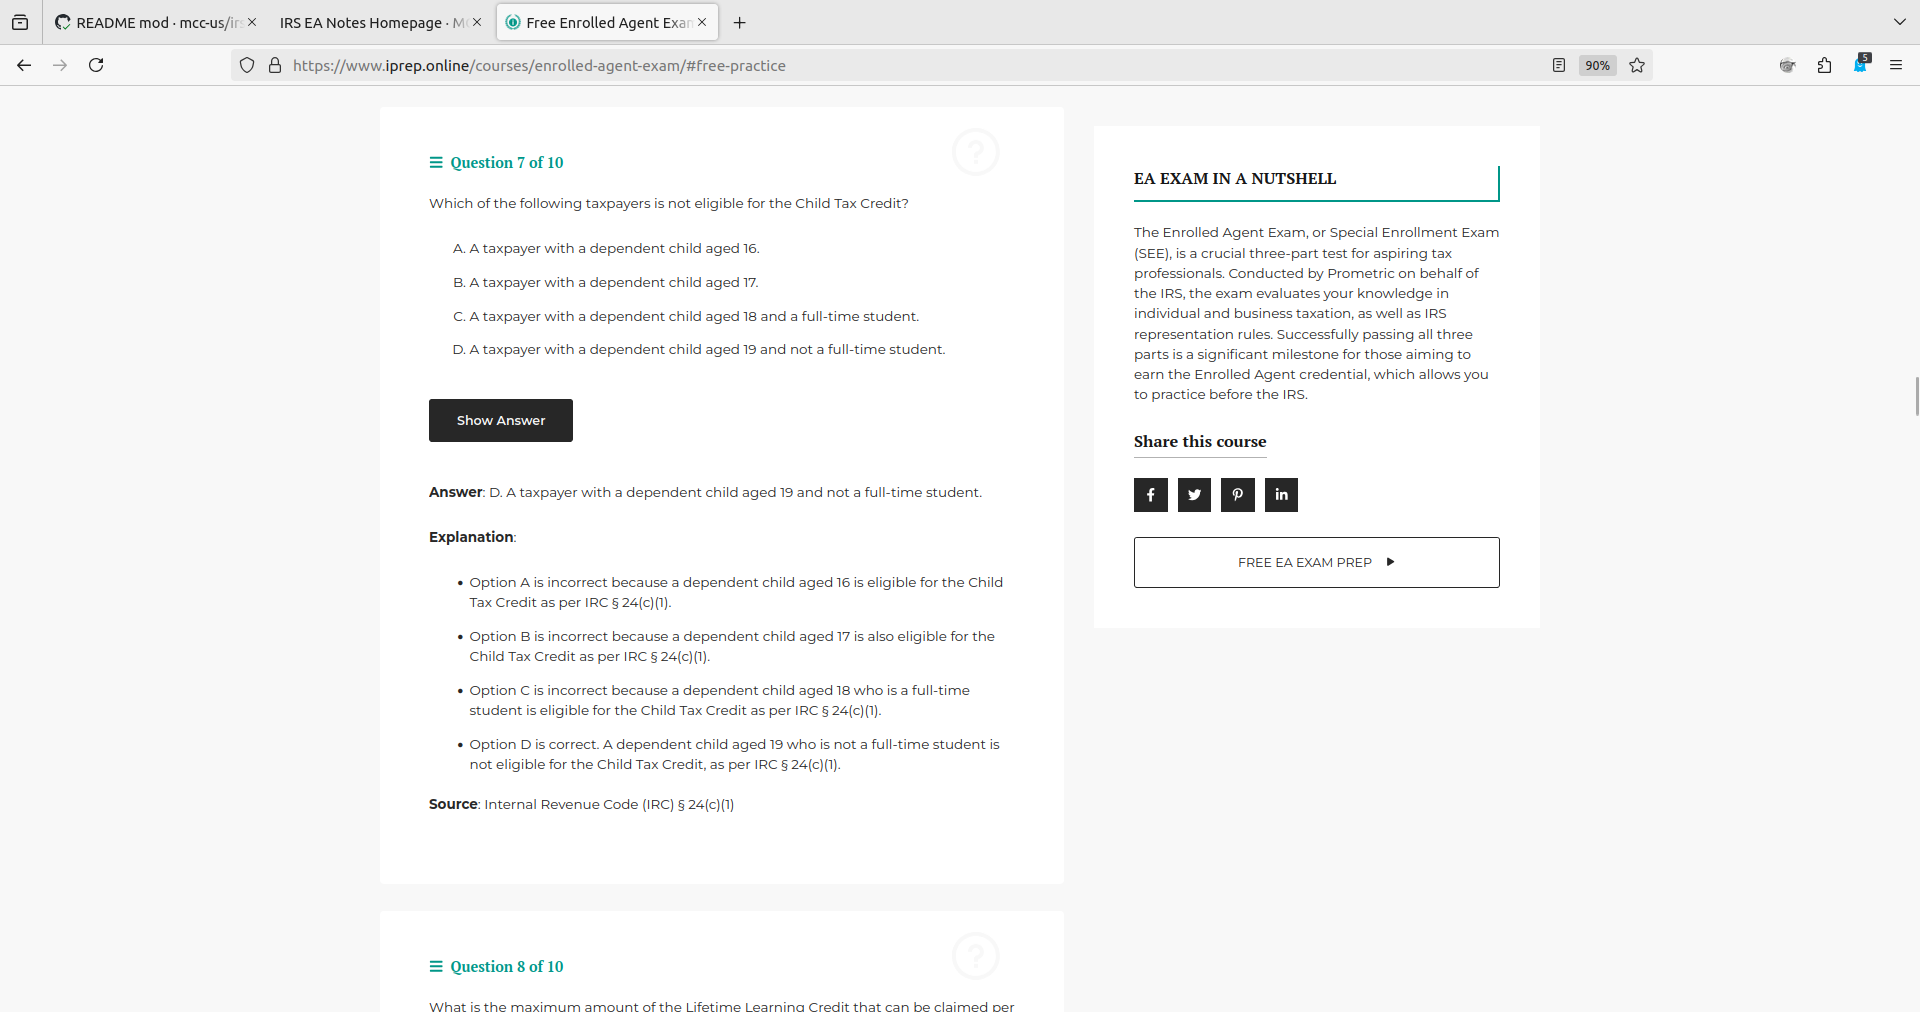 README mod · mcc-us/irs
IRS EA Notes Homepage · MC
Free Enrolled Agent Exam
https://www.iprep.online/courses/enrolled-agent-exam/#free-practice
90%
5
Question 7 of 10
Which of the following taxpayers is not eligible for the Child Tax Credit?
A. A taxpayer with a dependent child aged 16.
B. A taxpayer with a dependent child aged 17.
C. A taxpayer with a dependent child aged 18 and a full-time student.
D. A taxpayer with a dependent child aged 19 and not a full-time student.
Show Answer
Answer: D. A taxpayer with a dependent child aged 19 and not a full-time student.
Explanation:
• Option A is incorrect because a dependent child aged 16 is eligible for the Child
Tax Credit as per IRC § 24(c)(1).
• Option B is incorrect because a dependent child aged 17 is also eligible for the
Child Tax Credit as per IRC § 24(c)(1).
• Option C is incorrect because a dependent child aged 18 who is a full-time
student is eligible for the Child Tax Credit as per IRC § 24(c)(1).
• Option D is correct. A dependent child aged 19 who is not a full-time student is
not eligible for the Child Tax Credit, as per IRC § 24(c)(1).
Source: Internal Revenue Code (IRC) § 24(c)(1)
Question 8 of 10
What is the maximum amount of the Lifetime Learning Credit that can be claimed per
EA EXAM IN A NUTSHELL
The Enrolled Agent Exam, or Special Enrollment Exam
(SEE), is a crucial three-part test for aspiring tax
professionals. Conducted by Prometric on behalf of
the IRS, the exam evaluates your knowledge in
individual and business taxation, as well as IRS
representation rules. Successfully passing all three
parts is a significant milestone for those aiming to
earn the Enrolled Agent credential, which allows you
to practice before the IRS.
Share this course
FREE EA EXAM PREP